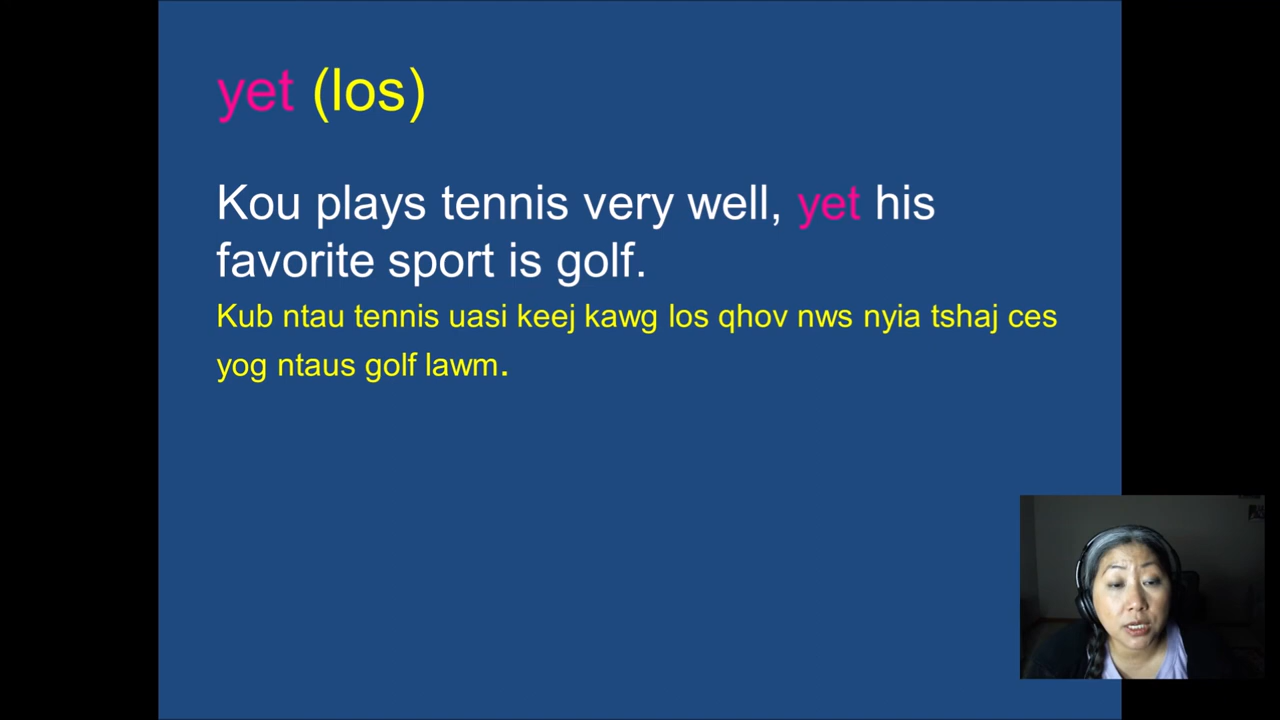 yet (los)
Kou plays tennis very well, yet his
favorite sport is golf.
Kub ntau tennis uasi keej kawg los qhov nws nyia tshaj ces
yog ntaus golf lawm.